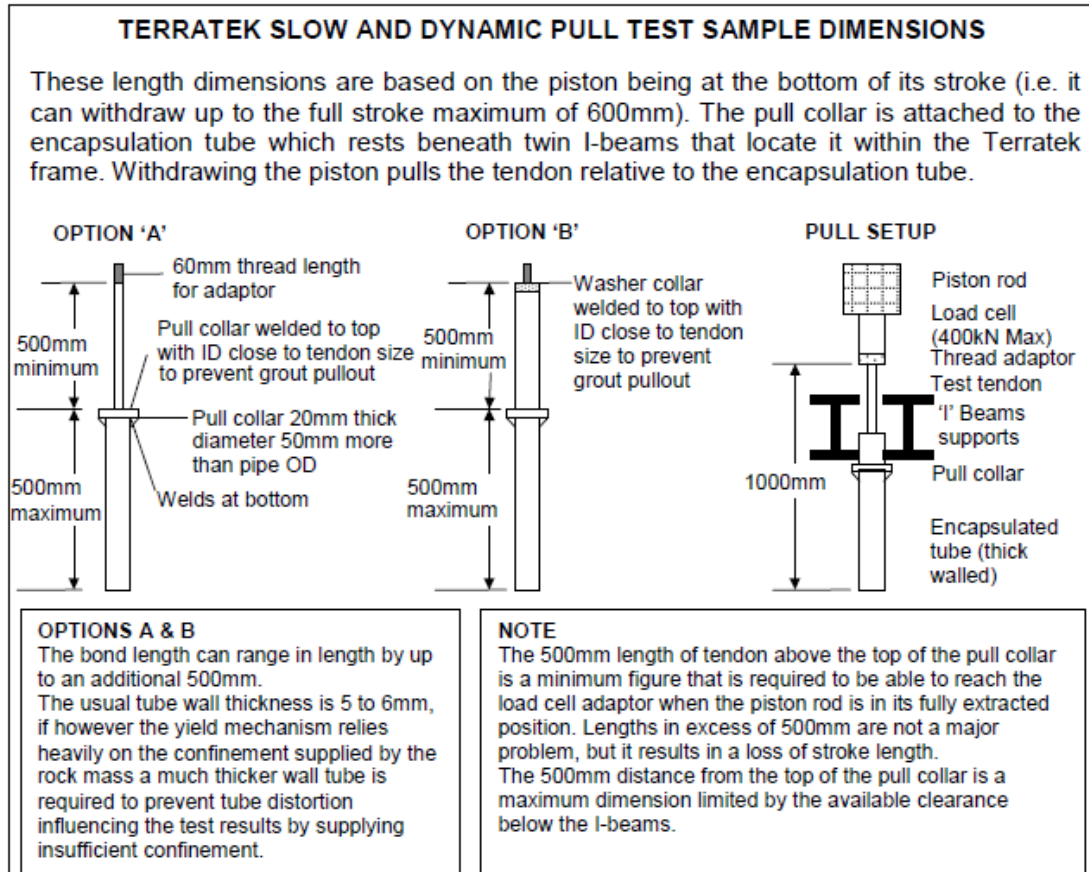 TERRATEK SLOW AND DYNAMIC PULL TEST SAMPLE DIMENSIONS
These length dimensions are based on the piston being at the bottom of its stroke (i.e. it
can withdraw up to the full stroke maximum of 600mm). The pull collar is attached to the
encapsulation tube which rests beneath twin I-beams that locate it within the Terratek
frame. Withdrawing the piston pulls the tendon relative to the encapsulation tube.
OPTION ‘A’
60mm thread length
for adaptor
500mm
minimum
Pull collar welded to top
with ID close to tendon size
to prevent grout pullout
Pull collar 20mm thick
diameter 50mm more
than pipe OD
500mm
maximum
Welds at bottom
OPTION ‘B’
Washer collar
welded to top with
ID close to tendon
size to prevent
grout pullout
500mm
minimum
500mm
maximum
PULL SETUP
Piston rod
Load cell
(400kN Max)
Thread adaptor
Test tendon
‘I’ Beams
supports
Pull collar
1000mm
Encapsulated
tube (thick
walled)
OPTIONS A & B
The bond length can range in length by up
to an additional 500mm.
The usual tube wall thickness is 5 to 6mm,
if however the yield mechanism relies
heavily on the confinement supplied by the
rock mass a much thicker wall tube is
required to prevent tube distortion
influencing the test results by supplying
insufficient confinement.
NOTE
The 500mm length of tendon above the top of the pull collar
is a minimum figure that is required to be able to reach the
load cell adaptor when the piston rod is in its fully extracted
position. Lengths in excess of 500mm are not a major
problem, but it results in a loss of stroke length.
The 500mm distance from the top of the pull collar is a
maximum dimension limited by the available clearance
below the I-beams.